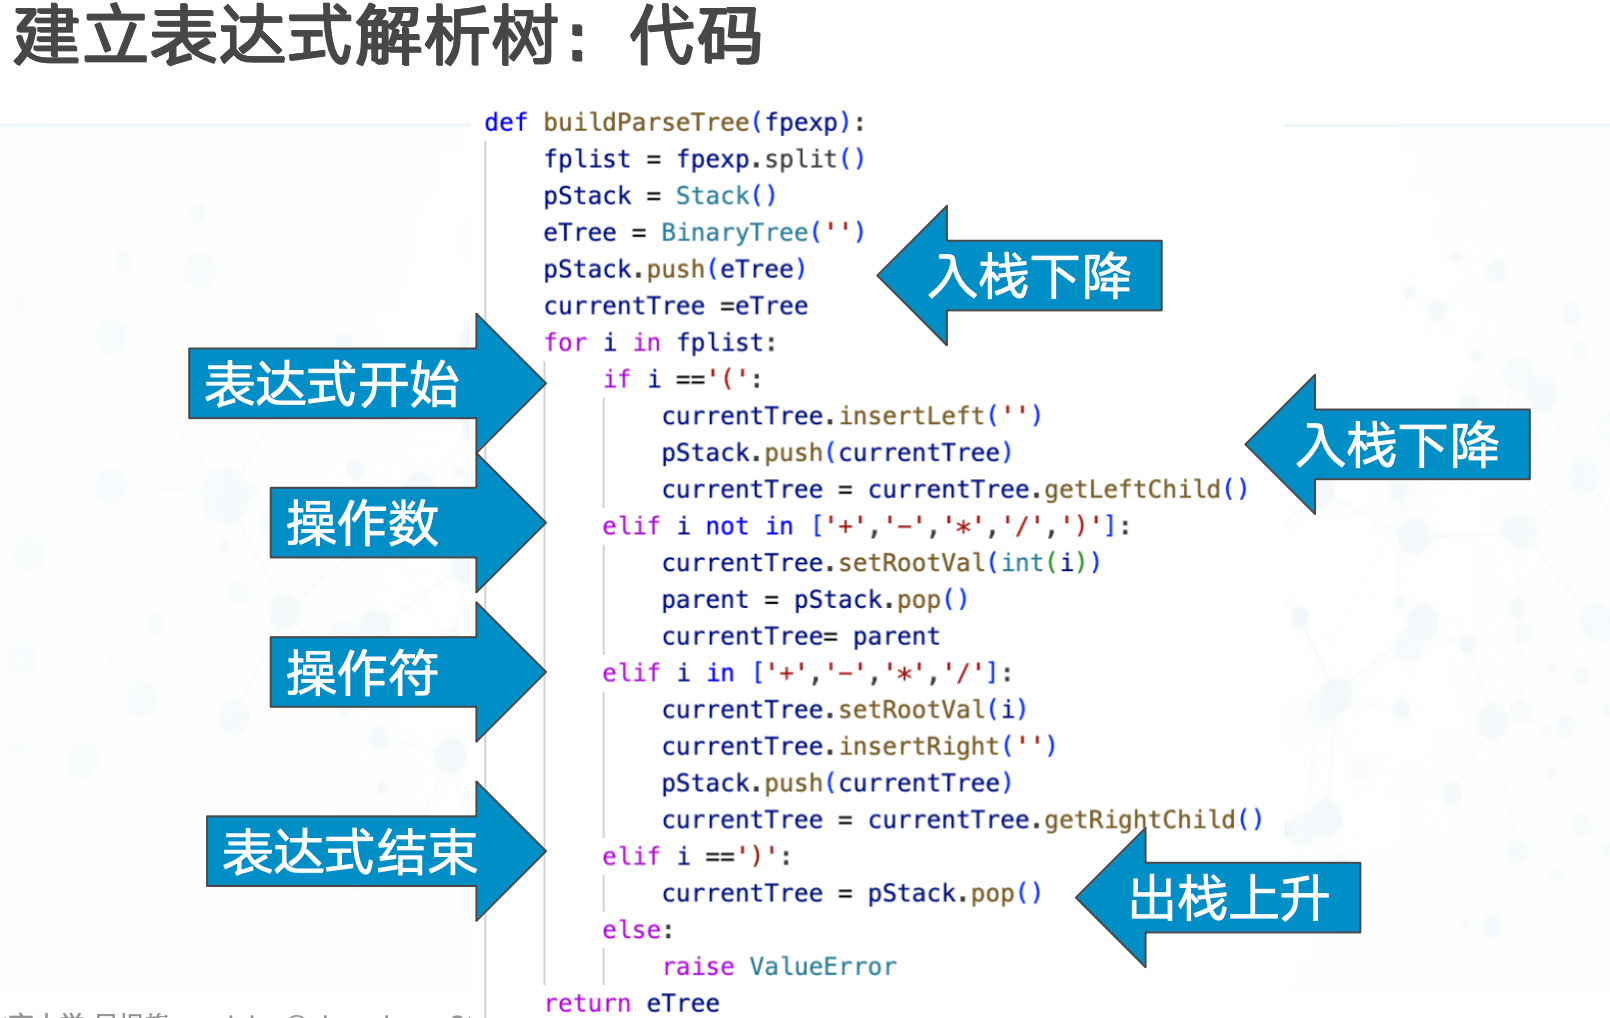 建立表达式解析树：代码
def buildParseTree(fpexp):
fplist = fpexp.split()
pStack = Stack()
eTree = BinaryTree('')
pStack.push(eTree)
入栈下降
currentTree =eTree
for i in fplist:
表达式开始
if i =='(':
currentTree.insertLeft('')
pStack.push(currentTree)
入栈下降
currentTree = currentTree.getLeftChild()
操作数
elif i not in ['+','-','*','/',')']:
currentTree.setRootVal(int(i))
parent = pStack.pop()
currentTree= parent
操作符
elif i in ['+','-','*','/']:
currentTree.setRootVal(i)
currentTree.insertRight('')
pStack.push(currentTree)
currentTree = currentTree.getRightChild()
表达式结束
elif i ==')':
currentTree = pStack.pop()
出栈上升
else:
raise ValueError
return eTree